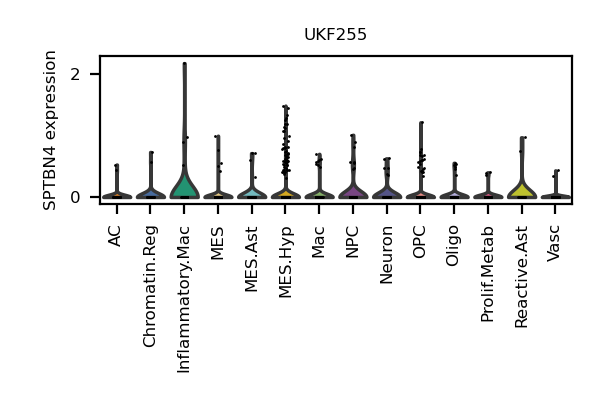 UKF255
SPTBN4 expression
2
0
AC
Chromatin.Reg
Inflammatory.Mac
MES
MES.Ast
MES.Hyp
Mac
NPC
Neuron
OPC
Oligo
Prolif.Metab
Reactive.Ast
Vasc